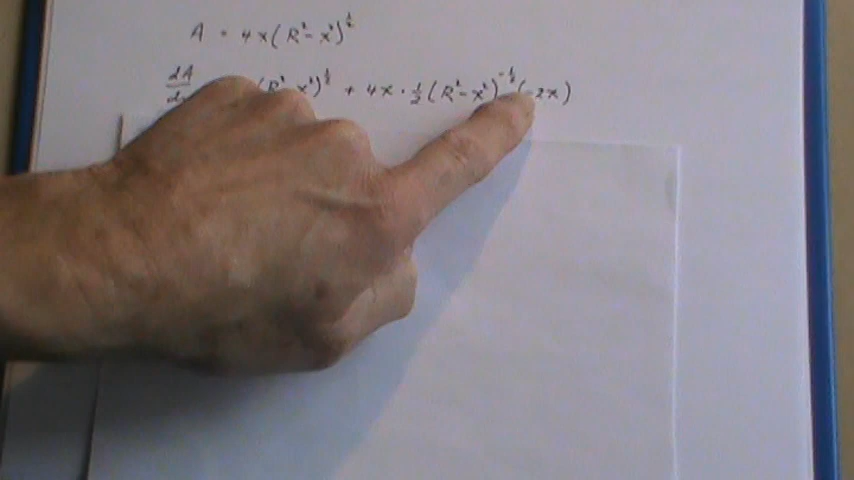 A = 4x(R² - x²)^½
dA (R² - x²)^½ + 4x · ½ (R² - x²)^-½ (-2x)